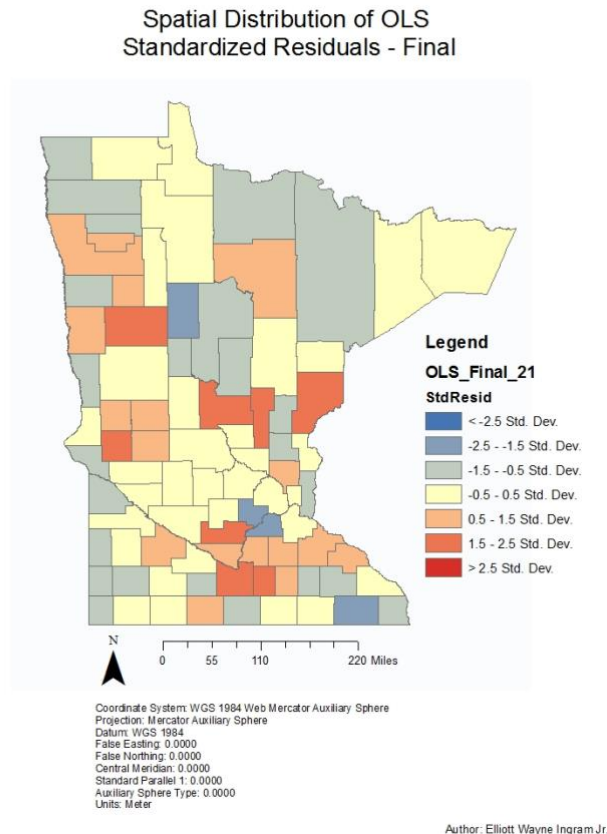 Spatial Distribution of OLS
Standardized Residuals - Final
Legend
OLS_Final_21
StdResid
< -2.5 Std. Dev.
-2.5 - -1.5 Std. Dev.
-1.5 - -0.5 Std. Dev.
-0.5 - 0.5 Std. Dev.
0.5 - 1.5 Std. Dev.
1.5 - 2.5 Std. Dev.
> 2.5 Std. Dev.
N
0 55 110 220 Miles
Coordinate System: WGS 1984 Web Mercator Auxiliary Sphere
Projection: Mercator Auxiliary Sphere
Datum: WGS 1984
False Easting: 0.0000
False Northing: 0.0000
Central Meridian: 0.0000
Standard Parallel 1: 0.0000
Auxiliary Sphere Type: 0.0000
Units: Meter
Author: Elliott Wayne Ingram Jr.